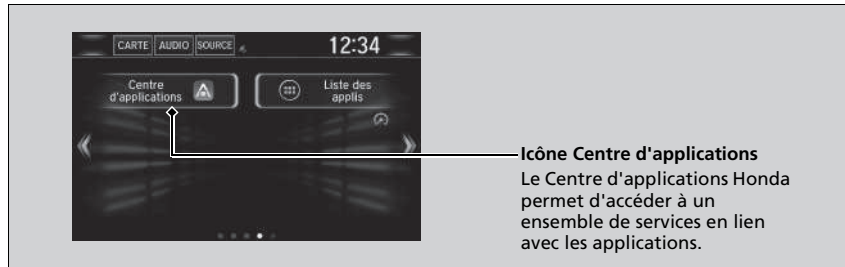 CARTE AUDIO SOURCE 12:34
Centre
d'applications
Liste des
applis
Icône Centre d'applications
Le Centre d'applications Honda
permet d'accéder à un
ensemble de services en lien
avec les applications.